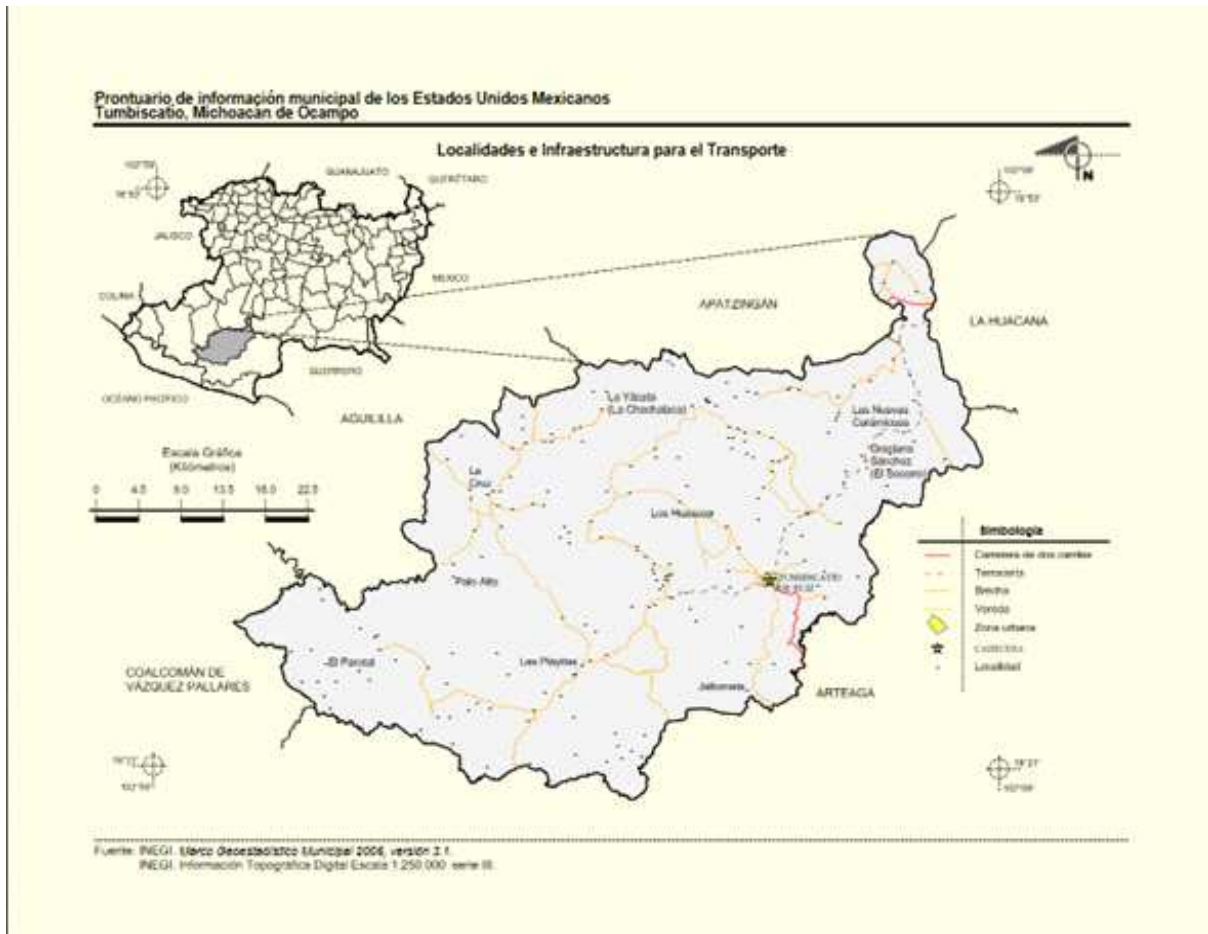 Prontuario de información municipal de los Estados Unidos Mexicanos
Tumbiscatio, Michoacán de Ocampo
Localidades e Infraestructura para el Transporte
N
GUANAJUATO
QUERÉTARO
JALISCO
MEXICO
COLIMA
GUERRERO
OCÉANO PACÍFICO
APATZINGÁN
LA HUACANA
AGUILILLA
La Yácata
(La Chachalaca)
Las Nuevas
Graciano
Sánchez
(El Socorro)
La
Cruz
Los Huajotes
Palo Alto
El Parotal
Las Playitas
COALCOMÁN DE
VÁZQUEZ PALLARES
ARTEAGA
Escala Gráfica
(Kilómetros)
0 4.5 9.0 13.5 18.0 22.5
Simbología
Carretera de dos carriles
Terracería
Brecha
Vereda
Zona urbana
CABECERA
Localidad
Fuente: INEGI. Marco Geoestadístico Municipal 2005, versión 3.1.
INEGI. Información Topográfica Digital Escala 1:250 000 serie III.